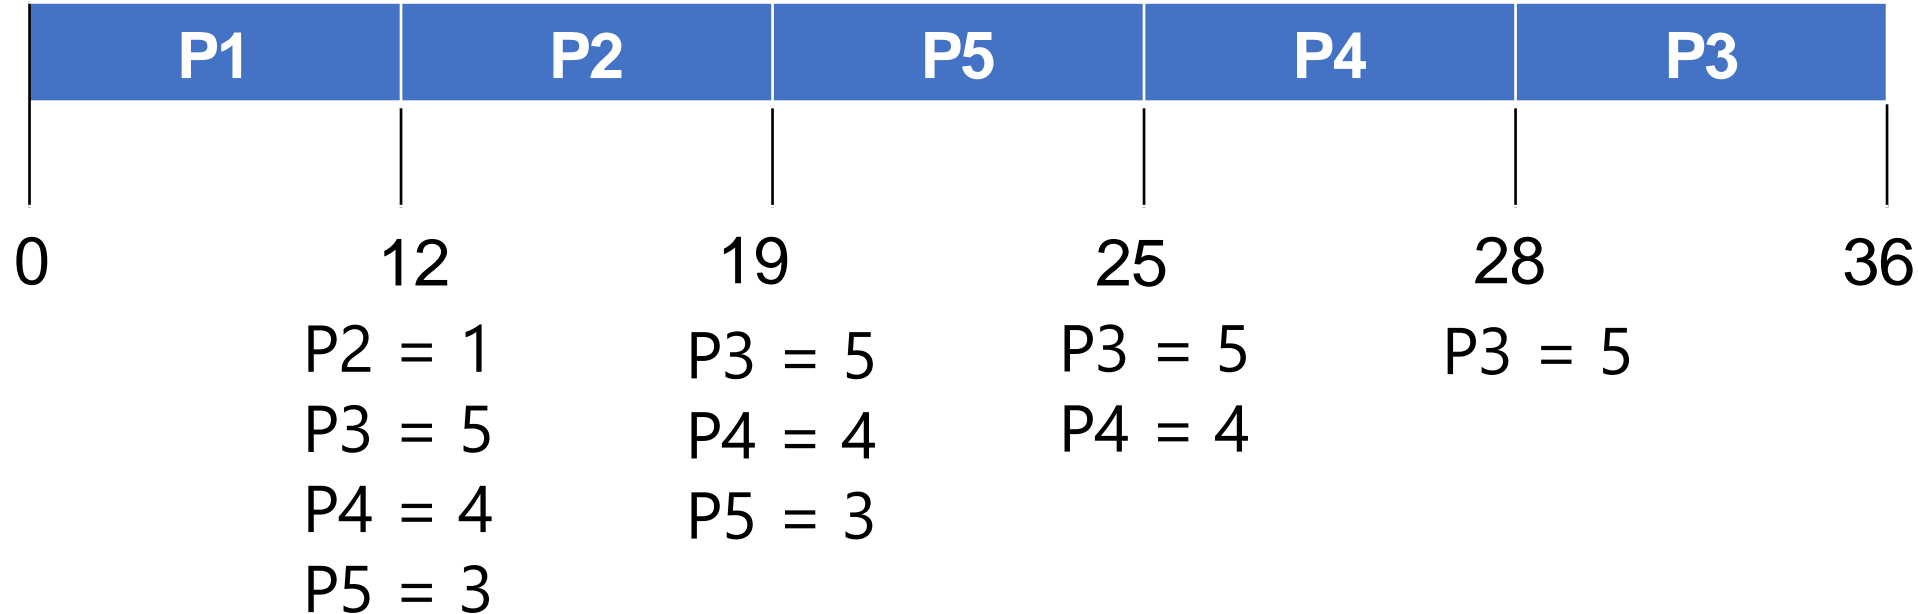 P1 P2 P5 P4 P3
0 12 19 25 28 36
P2 = 1
P3 = 5
P4 = 4
P5 = 3
P3 = 5
P4 = 4
P5 = 3
P3 = 5
P4 = 4
P3 = 5